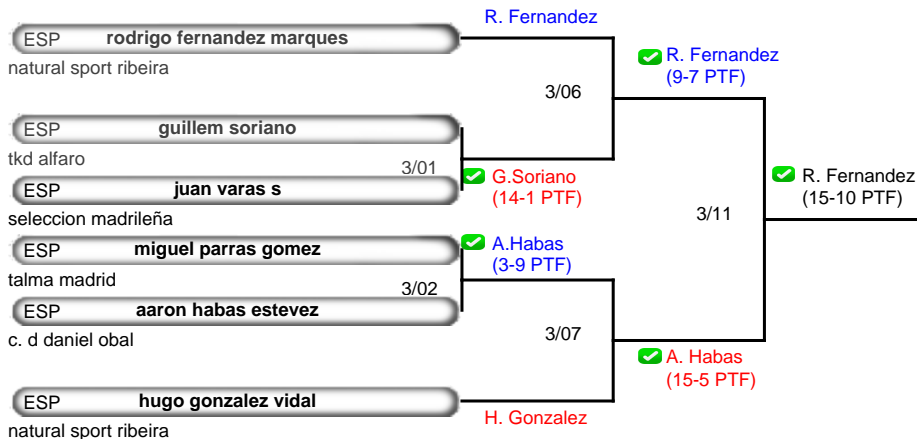 R. Fernandez
ESP rodrigo fernandez marques
natural sport ribeira
R. Fernandez
(9-7 PTF)
3/06
ESP guillem soriano
tkd alfaro
3/01
G.Soriano
(14-1 PTF)
ESP juan varas s
seleccion madrileña
R. Fernandez
(15-10 PTF)
3/11
ESP miguel parras gomez
talma madrid
A.Habas
(3-9 PTF)
3/02
ESP aaron habas estevez
c. d daniel obal
3/07
A. Habas
(15-5 PTF)
ESP hugo gonzalez vidal
natural sport ribeira
H. Gonzalez